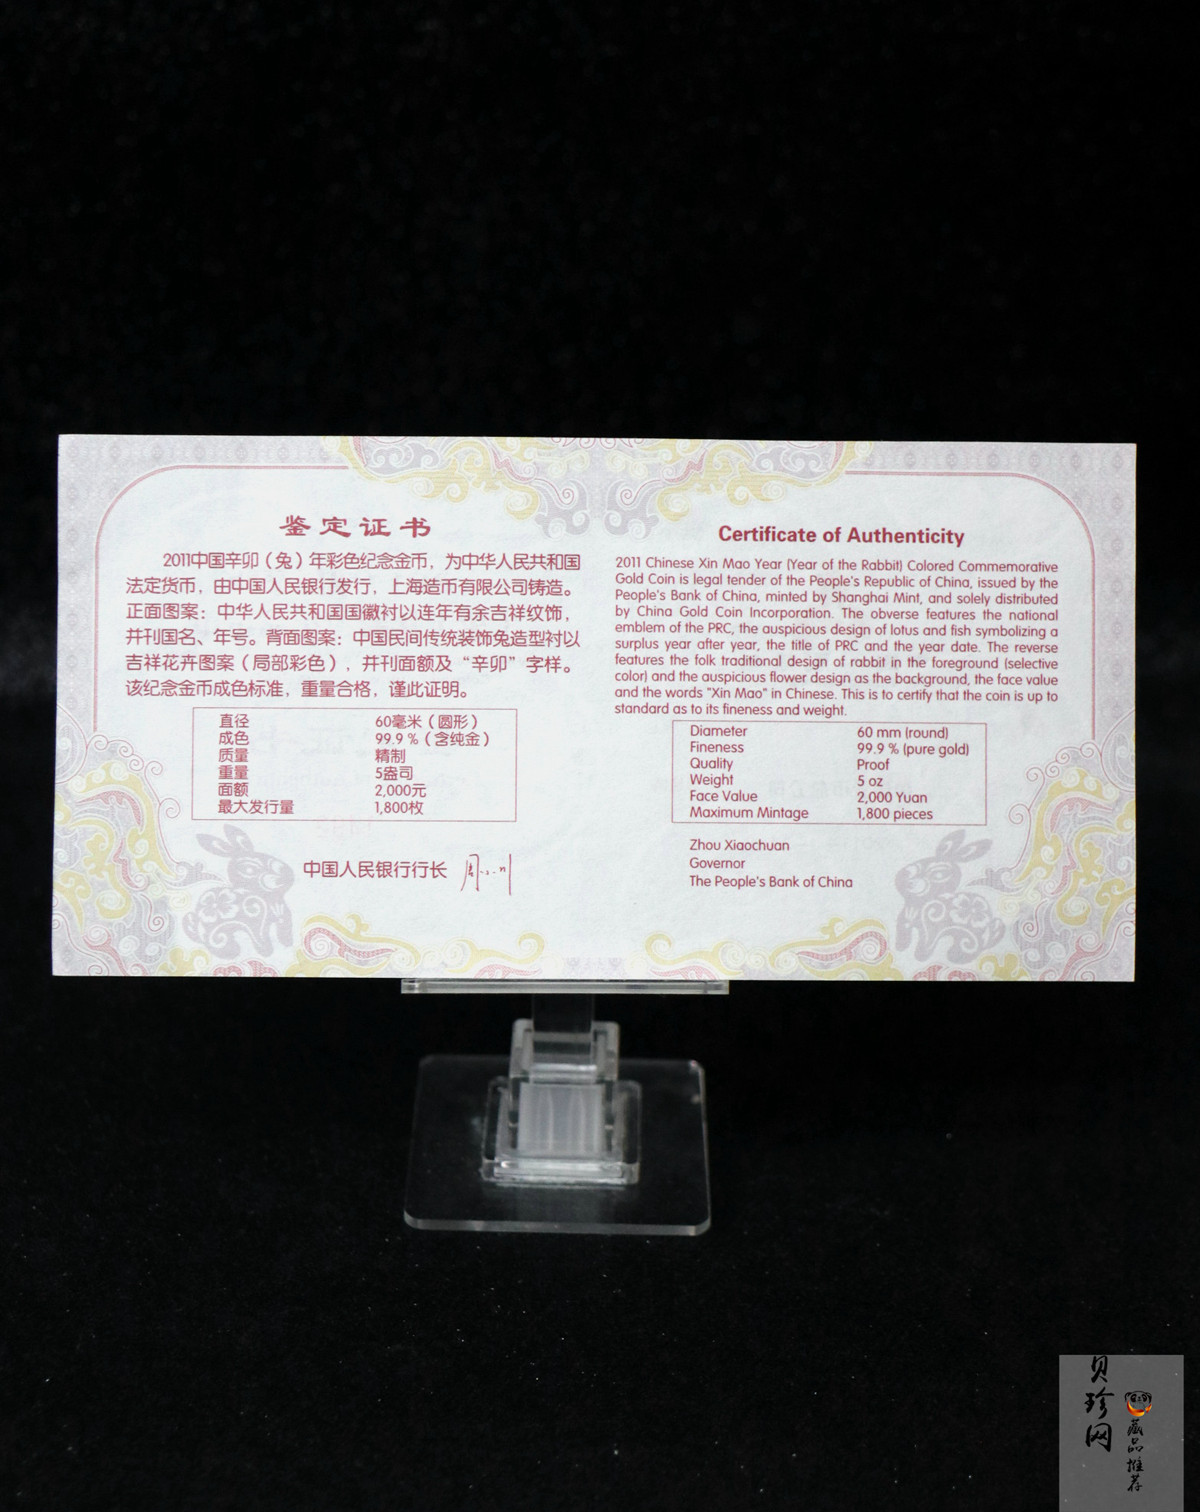 鉴定证书
2011中国辛卯（兔）年彩色纪念金币，为中华人民共和国
法定货币，由中国人民银行发行，上海造币有限公司铸造。
正面图案：中华人民共和国国徽衬以连年有余吉祥纹饰，
并刊国名、年号。背面图案：中国民间传统装饰兔造型衬以
吉祥花卉图案（局部彩色），并刊面额及“辛卯”字样。
该纪念金币成色标准，重量合格，谨此证明。
直径 60毫米（圆形）
成色 99.9％（含纯金）
质量 精制
重量 5盎司
面额 2,000元
最大发行量 1,800枚
中国人民银行行长
Certificate of Authenticity
2011 Chinese Xin Mao Year (Year of the Rabbit) Colored Commemorative
Gold Coin is legal tender of the People's Republic of China, issued by the
People's Bank of China, minted by Shanghai Mint, and solely distributed
by China Gold Coin Incorporation. The obverse features the national
emblem of the PRC, the auspicious design of lotus and fish symbolizing a
surplus year after year, the title of PRC and the year date. The reverse
features the folk traditional design of rabbit in the foreground (selective
color) and the auspicious flower design as the background, the face value
and the words "Xin Mao" in Chinese. This is to certify that the coin is up to
standard as to its fineness and weight.
Diameter 60 mm (round)
Fineness 99.9 % (pure gold)
Quality Proof
Weight 5 oz
Face Value 2,000 Yuan
Maximum Mintage 1,800 pieces
Zhou Xiaochuan
Governor
The People's Bank of China
贝珍网
藏品推荐